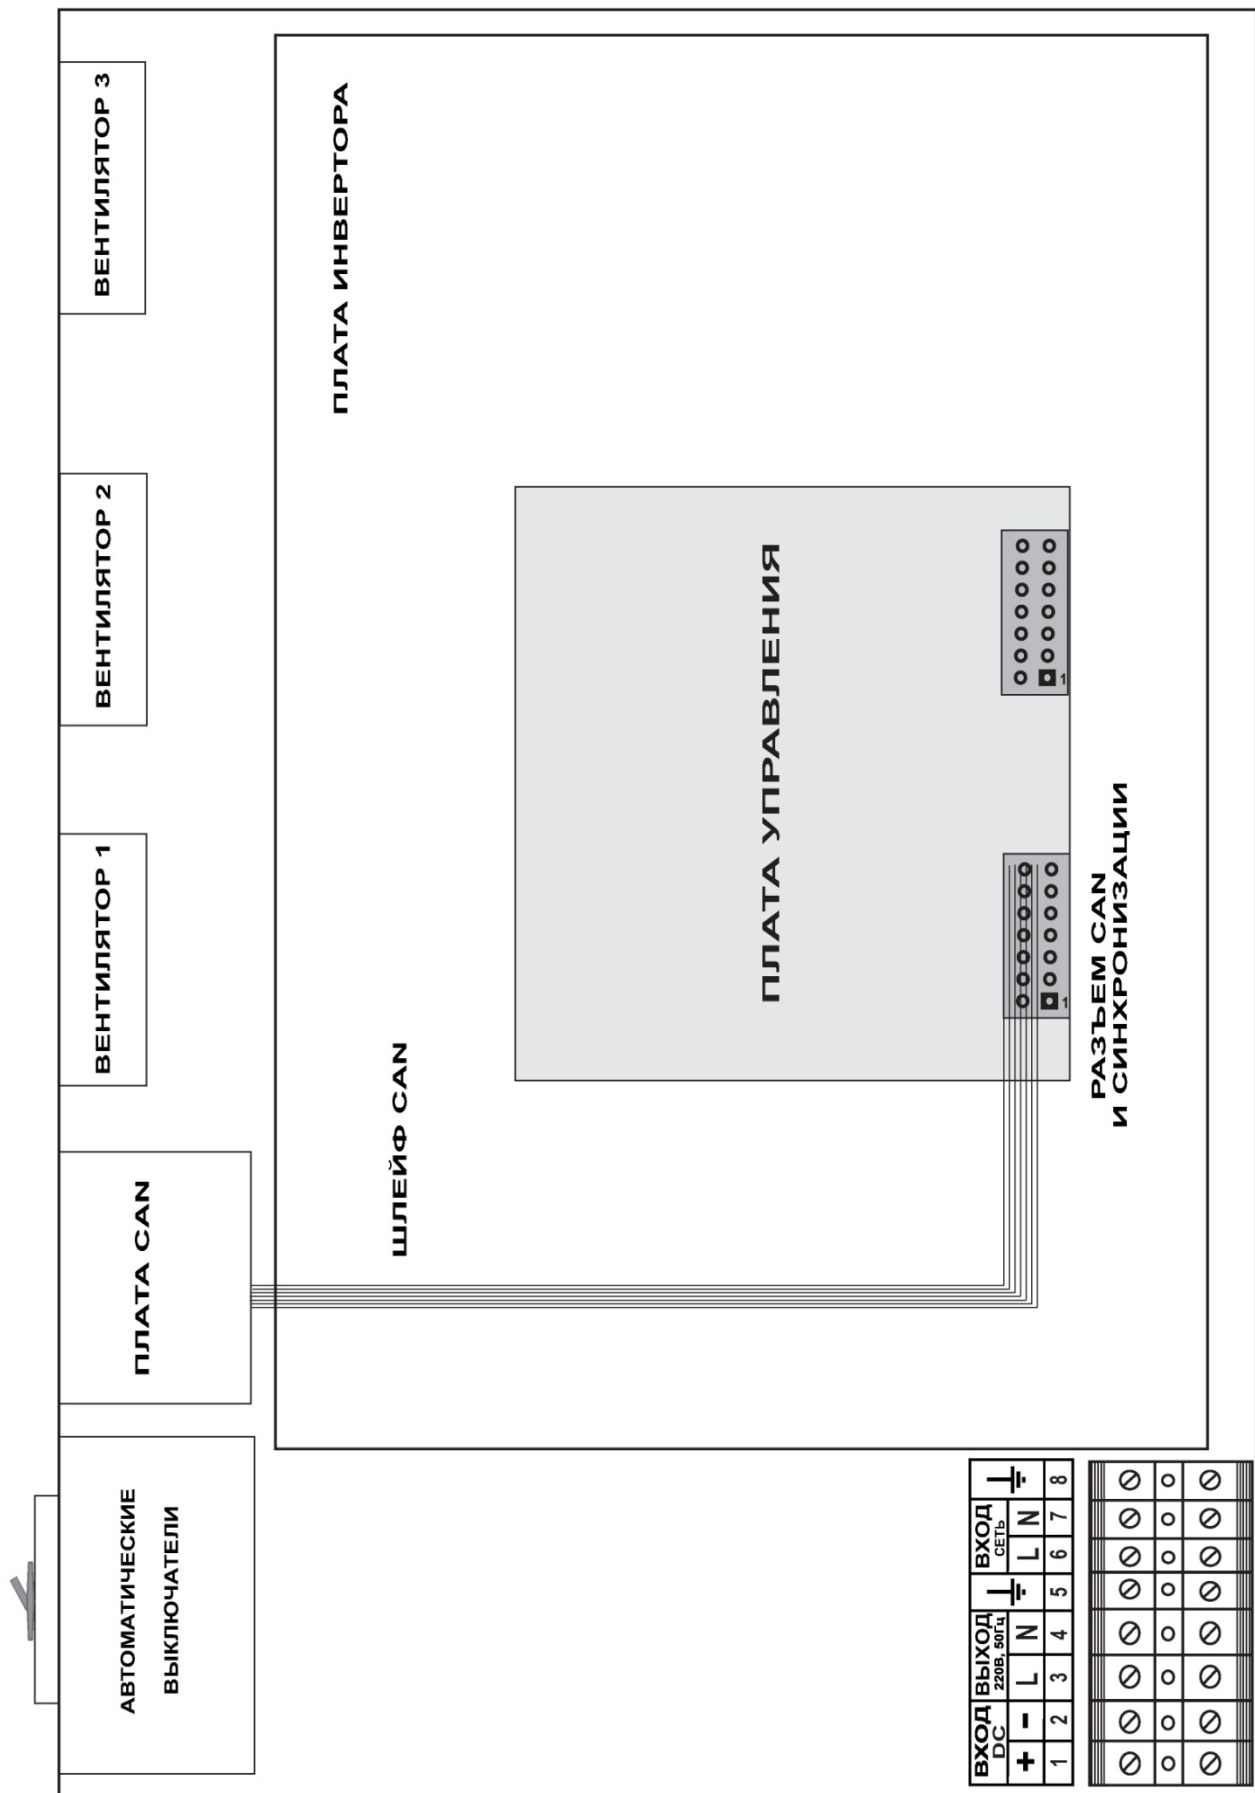 АВТОМАТИЧЕСКИЕ
ВЫКЛЮЧАТЕЛИ
ПЛАТА CAN
ВЕНТИЛЯТОР 1
ВЕНТИЛЯТОР 2
ВЕНТИЛЯТОР 3
ПЛАТА ИНВЕРТОРА
ШЛЕЙФ CAN
ПЛАТА УПРАВЛЕНИЯ
1
1
РАЗЪЕМ CAN
И СИНХРОНИЗАЦИИ
ВХОД DC ВЫХОД 220В, 50Гц ВХОД СЕТЬ
+ - L N L N
1 2 3 4 5 6 7 8